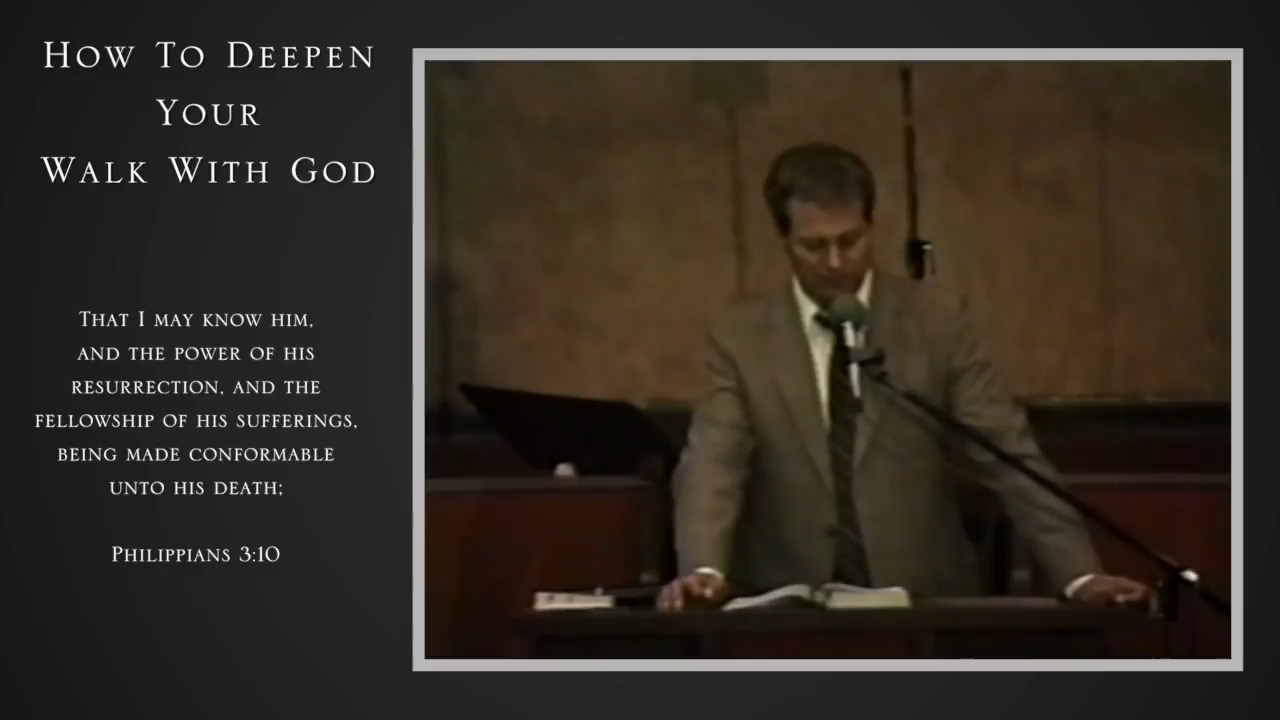 How To Deepen
Your
Walk With God
That I may know him,
and the power of his
resurrection, and the
fellowship of his sufferings,
being made conformable
unto his death;
Philippians 3:10